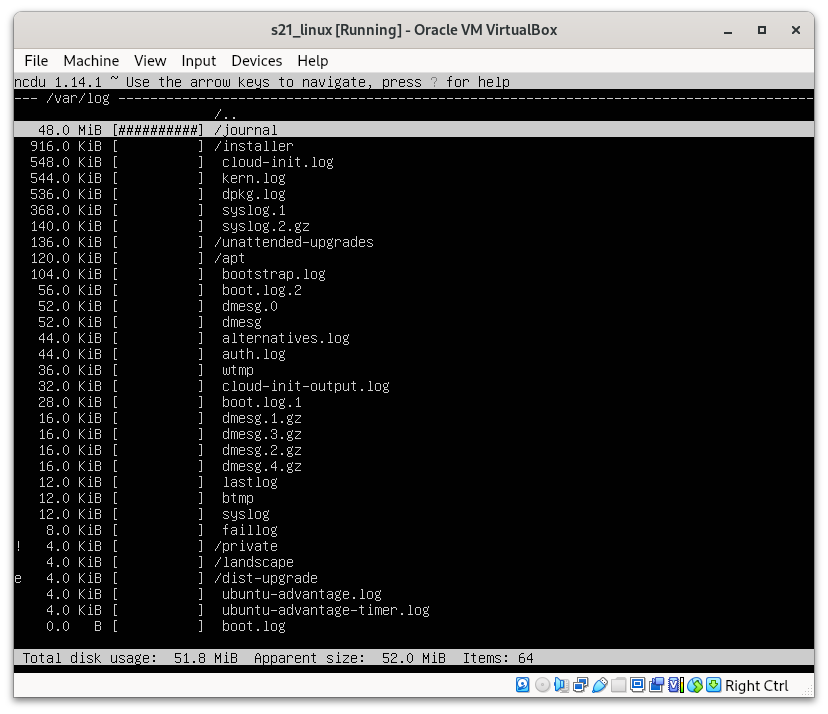 s21_linux [Running] - Oracle VM VirtualBox
File Machine View Input Devices Help
ncdu 1.14.1 ~ Use the arrow keys to navigate, press ? for help
--- /var/log ---------------------------------------------------------------------------------------
/..
48.0 MiB [##########] /journal
916.0 KiB [          ] /installer
548.0 KiB [          ]  cloud-init.log
544.0 KiB [          ]  kern.log
536.0 KiB [          ]  dpkg.log
368.0 KiB [          ]  syslog.1
140.0 KiB [          ]  syslog.2.gz
136.0 KiB [          ] /unattended-upgrades
120.0 KiB [          ] /apt
104.0 KiB [          ]  bootstrap.log
56.0 KiB [          ]  boot.log.2
52.0 KiB [          ]  dmesg.0
52.0 KiB [          ]  dmesg
44.0 KiB [          ]  alternatives.log
44.0 KiB [          ]  auth.log
36.0 KiB [          ]  wtmp
32.0 KiB [          ]  cloud-init-output.log
28.0 KiB [          ]  boot.log.1
16.0 KiB [          ]  dmesg.1.gz
16.0 KiB [          ]  dmesg.3.gz
16.0 KiB [          ]  dmesg.2.gz
16.0 KiB [          ]  dmesg.4.gz
12.0 KiB [          ]  lastlog
12.0 KiB [          ]  btmp
12.0 KiB [          ]  syslog
8.0 KiB [          ]  faillog
! 4.0 KiB [          ] /private
4.0 KiB [          ] /landscape
e 4.0 KiB [          ] /dist-upgrade
4.0 KiB [          ]  ubuntu-advantage.log
4.0 KiB [          ]  ubuntu-advantage-timer.log
0.0   B [          ]  boot.log
Total disk usage:  51.8 MiB  Apparent size:  52.0 MiB  Items: 64
Right Ctrl